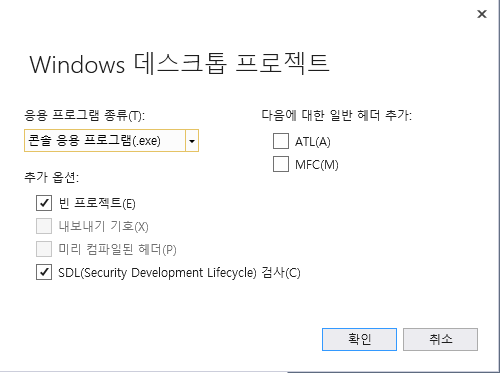 Windows 데스크톱 프로젝트
응용 프로그램 종류(T):
콘솔 응용 프로그램(.exe)
추가 옵션:
빈 프로젝트(E)
내보내기 기호(X)
미리 컴파일된 헤더(P)
SDL(Security Development Lifecycle) 검사(C)
다음에 대한 일반 헤더 추가:
ATL(A)
MFC(M)
확인
취소